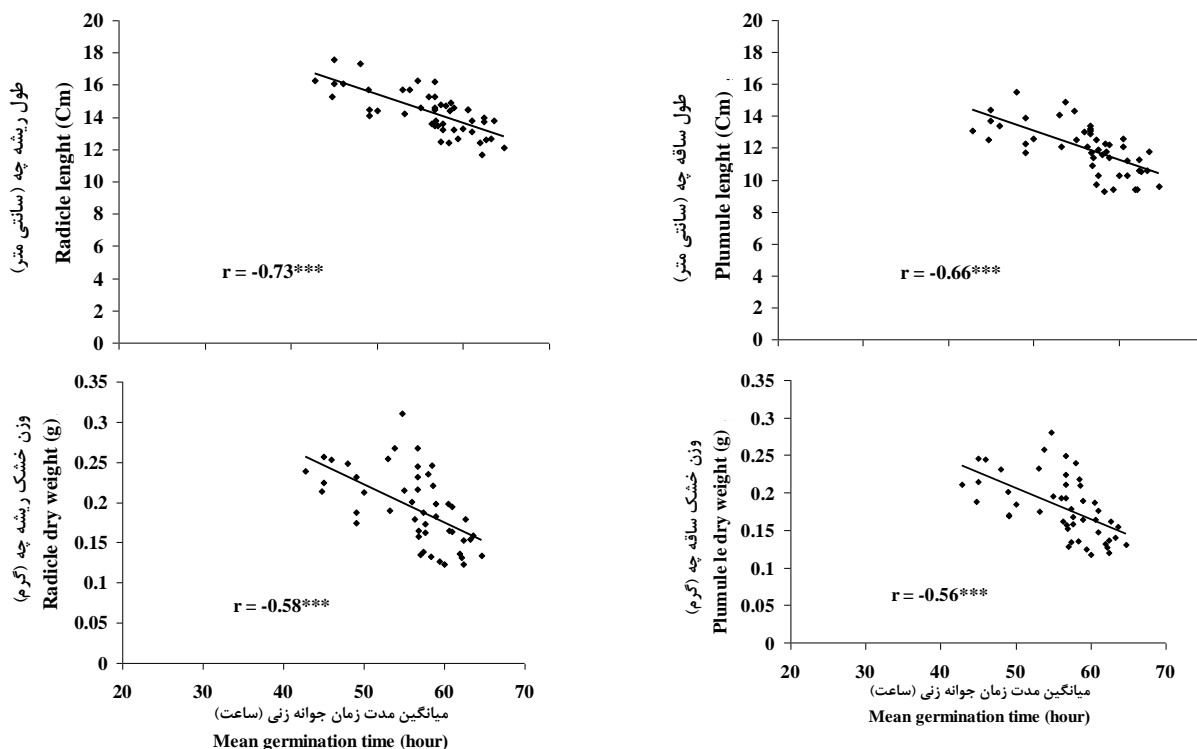 20
18
16
14
12
10
8
6
4
2
0
طول ریشه چه (سانتی متر)
Radicle lenght (Cm)
r = -0.73***
20
18
16
14
12
10
8
6
4
2
0
طول ساقه چه (سانتی متر)
Plumule lenght (Cm)
r = -0.66***
0.35
0.3
0.25
0.2
0.15
0.1
0.05
0
وزن خشک ریشه چه (گرم)
Radicle dry weight (g)
r = -0.58***
20 30 40 50 60 70
میانگین مدت زمان جوانه زنی (ساعت)
Mean germination time (hour)
0.35
0.3
0.25
0.2
0.15
0.1
0.05
0
وزن خشک ساقه چه (گرم)
Plumule le dry weight (g)
r = -0.56***
20 30 40 50 60 70
میانگین مدت زمان جوانه زنی (ساعت)
Mean germination time (hour)